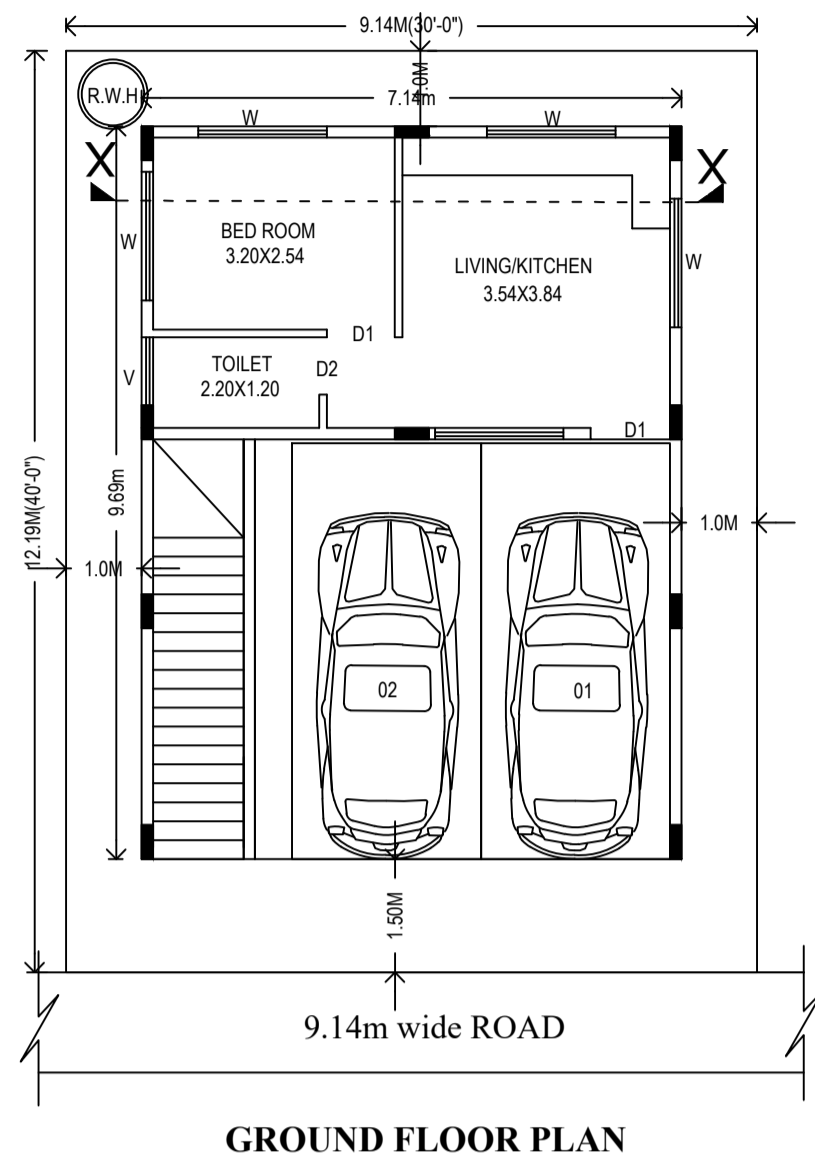 9.14M(30'-0")
1.0M
R.W.H
7.14m
W
W
X
X
BED ROOM
3.20X2.54
W
LIVING/KITCHEN
3.54X3.84
W
D1
TOILET
2.20X1.20
D2
V
D1
12.19M(40'-0")
9.69m
1.0M
1.0M
02
01
1.50M
9.14m wide ROAD
GROUND FLOOR PLAN